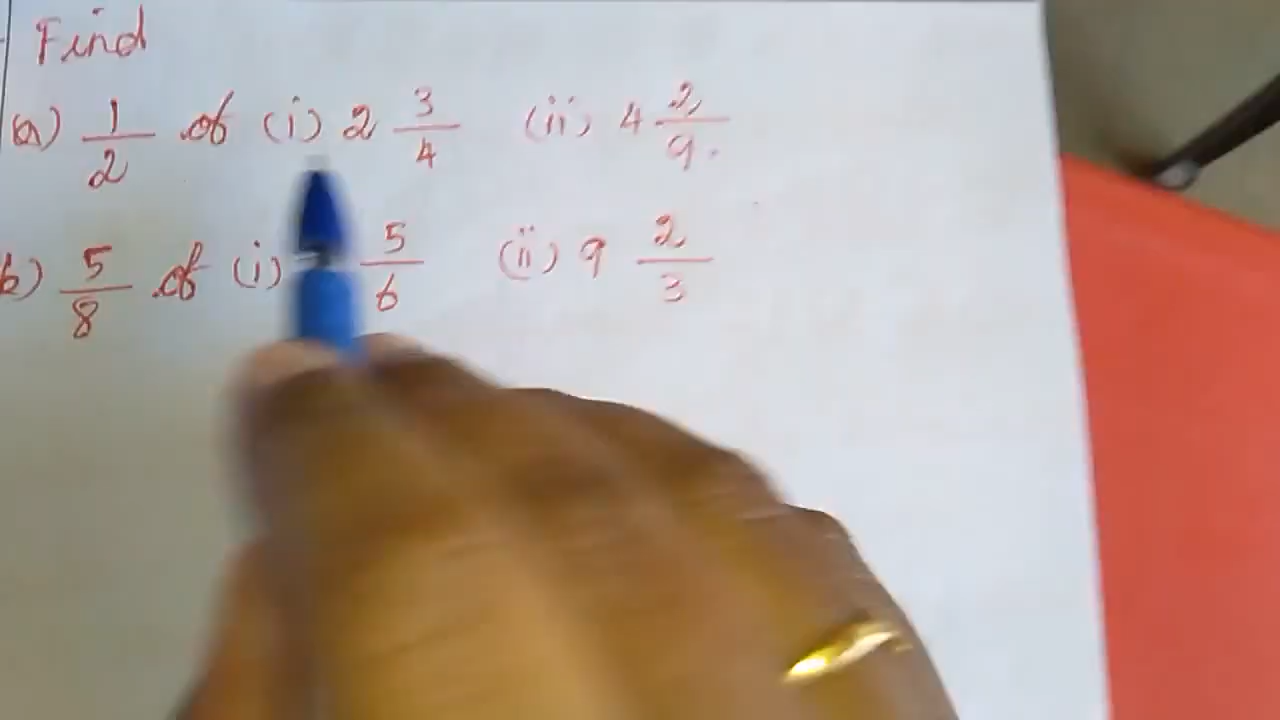 Find
a) 1/2 of (i) 2 3/4 (ii) 4 2/9.
b) 5/8 of (i) 5/6 (ii) 9 2/3